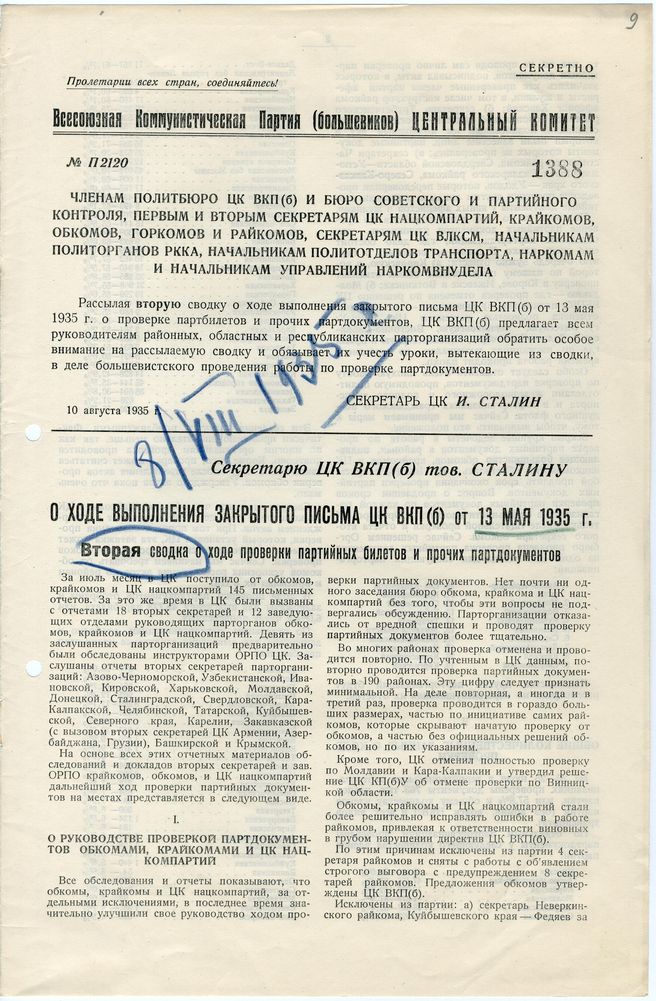 9
СЕКРЕТНО
Пролетарии всех стран, соединяйтесь!
Всесоюзная Коммунистическая Партия (большевиков) ЦЕНТРАЛЬНЫЙ КОМИТЕТ
№ П2120
1388
ЧЛЕНАМ ПОЛИТБЮРО ЦК ВКП(б) И БЮРО СОВЕТСКОГО И ПАРТИЙНОГО
КОНТРОЛЯ, ПЕРВЫМ И ВТОРЫМ СЕКРЕТАРЯМ ЦК НАЦКОМПАРТИЙ, КРАЙКОМОВ,
ОБКОМОВ, ГОРКОМОВ И РАЙКОМОВ, СЕКРЕТАРЯМ ЦК ВЛКСМ, НАЧАЛЬНИКАМ
ПОЛИТОРГАНОВ РККА, НАЧАЛЬНИКАМ ПОЛИТОТДЕЛОВ ТРАНСПОРТА, НАРКОМАМ
И НАЧАЛЬНИКАМ УПРАВЛЕНИЙ НАРКОМВНУДЕЛА
Рассылая вторую сводку о ходе выполнения закрытого письма ЦК ВКП(б) от 13 мая
1935 г. о проверке партбилетов и прочих партдокументов, ЦК ВКП(б) предлагает всем
руководителям районных, областных и республиканских парторганизаций обратить особое
внимание на рассылаемую сводку и обязывает их учесть уроки, вытекающие из сводки,
в деле большевистского проведения работы по проверке партдокументов.
СЕКРЕТАРЬ ЦК И. СТАЛИН
10 августа 1935 г.
8/VIII 1935
Секретарю ЦК ВКП(б) тов. СТАЛИНУ
О ХОДЕ ВЫПОЛНЕНИЯ ЗАКРЫТОГО ПИСЬМА ЦК ВКП(б) от 13 МАЯ 1935 г.
Вторая сводка о ходе проверки партийных билетов и прочих партдокументов
За июль месяц в ЦК поступило от обкомов,
крайкомов и ЦК нацкомпартий 145 письменных
отчетов. За это же время в ЦК были вызваны
с отчетами 18 вторых секретарей и 12 заведую-
щих отделами руководящих парторганов обко-
мов, крайкомов и ЦК нацкомпартий. Девять из
заслушанных парторганизаций предварительно
были обследованы инструкторами ОРПО ЦК. За-
слушаны отчеты вторых секретарей парторгани-
заций: Азово-Черноморской, Узбекистанской, Ива-
новской, Кировской, Харьковской, Молдавской,
Донецкой, Сталинградской, Свердловской, Кара-
Калпакской, Челябинской, Татарской, Куйбышев-
ской, Северного края, Карелии, Закавказской
(с вызовом вторых секретарей ЦК Армении, Азер-
байджана, Грузии), Башкирской и Крымской.
На основе всех этих отчетных материалов об-
следований и докладов вторых секретарей и зав.
ОРПО крайкомов, обкомов, и ЦК нацкомпартий
дальнейший ход проверки партийных докумен-
тов на местах представляется в следующем виде.
I.
О РУКОВОДСТВЕ ПРОВЕРКОЙ ПАРТДОКУМЕН-
ТОВ ОБКОМАМИ, КРАЙКОМАМИ И ЦК НАЦ-
КОМПАРТИЙ
Все обследования и отчеты показывают, что
обкомы, крайкомы и ЦК нацкомпартий, за от-
дельными исключениями, в последнее время зна-
чительно улучшили свое руководство ходом про-
верки партийных документов. Нет почти ни од-
ного заседания бюро обкома, крайкома и ЦК нац-
компартий без того, чтобы эти вопросы не под-
вергались обсуждению. Парторганизации отказа-
лись от вредной спешки и проводят проверку
партийных документов более тщательно.
Во многих районах проверка отменена и прово-
дится повторно. По учтенным в ЦК данным, по-
вторно проводится проверка партийных докумен-
тов в 190 районах. Эту цифру следует признать
минимальной. На деле повторная, а иногда и в
третий раз, проверка проводится в гораздо боль-
ших размерах, частью по инициативе самих рай-
комов, которые скрывают начатую проверку от
обкомов, а частью без официальных решений об-
комов, но по их указаниям.
Кроме того, ЦК отменил полностью проверку
по Молдавии и Кара-Калпакии и утвердил реше-
ние ЦК КП(б)У об отмене проверки по Винниц-
кой области.
Обкомы, крайкомы и ЦК нацкомпартий стали
более решительно исправлять ошибки в работе
райкомов, привлекая к ответственности виновных
в грубом нарушении директив ЦК ВКП(б).
По этим причинам исключены из партии 4 сек-
ретаря райкомов и сняты с работы с об'явлением
строгого выговора с предупреждением 8 секре-
тарей райкомов. Предложения обкомов утвер-
ждены ЦК ВКП(б).
Исключены из партии: а) секретарь Неверкин-
ского райкома, Куйбышевского края — Федяев за